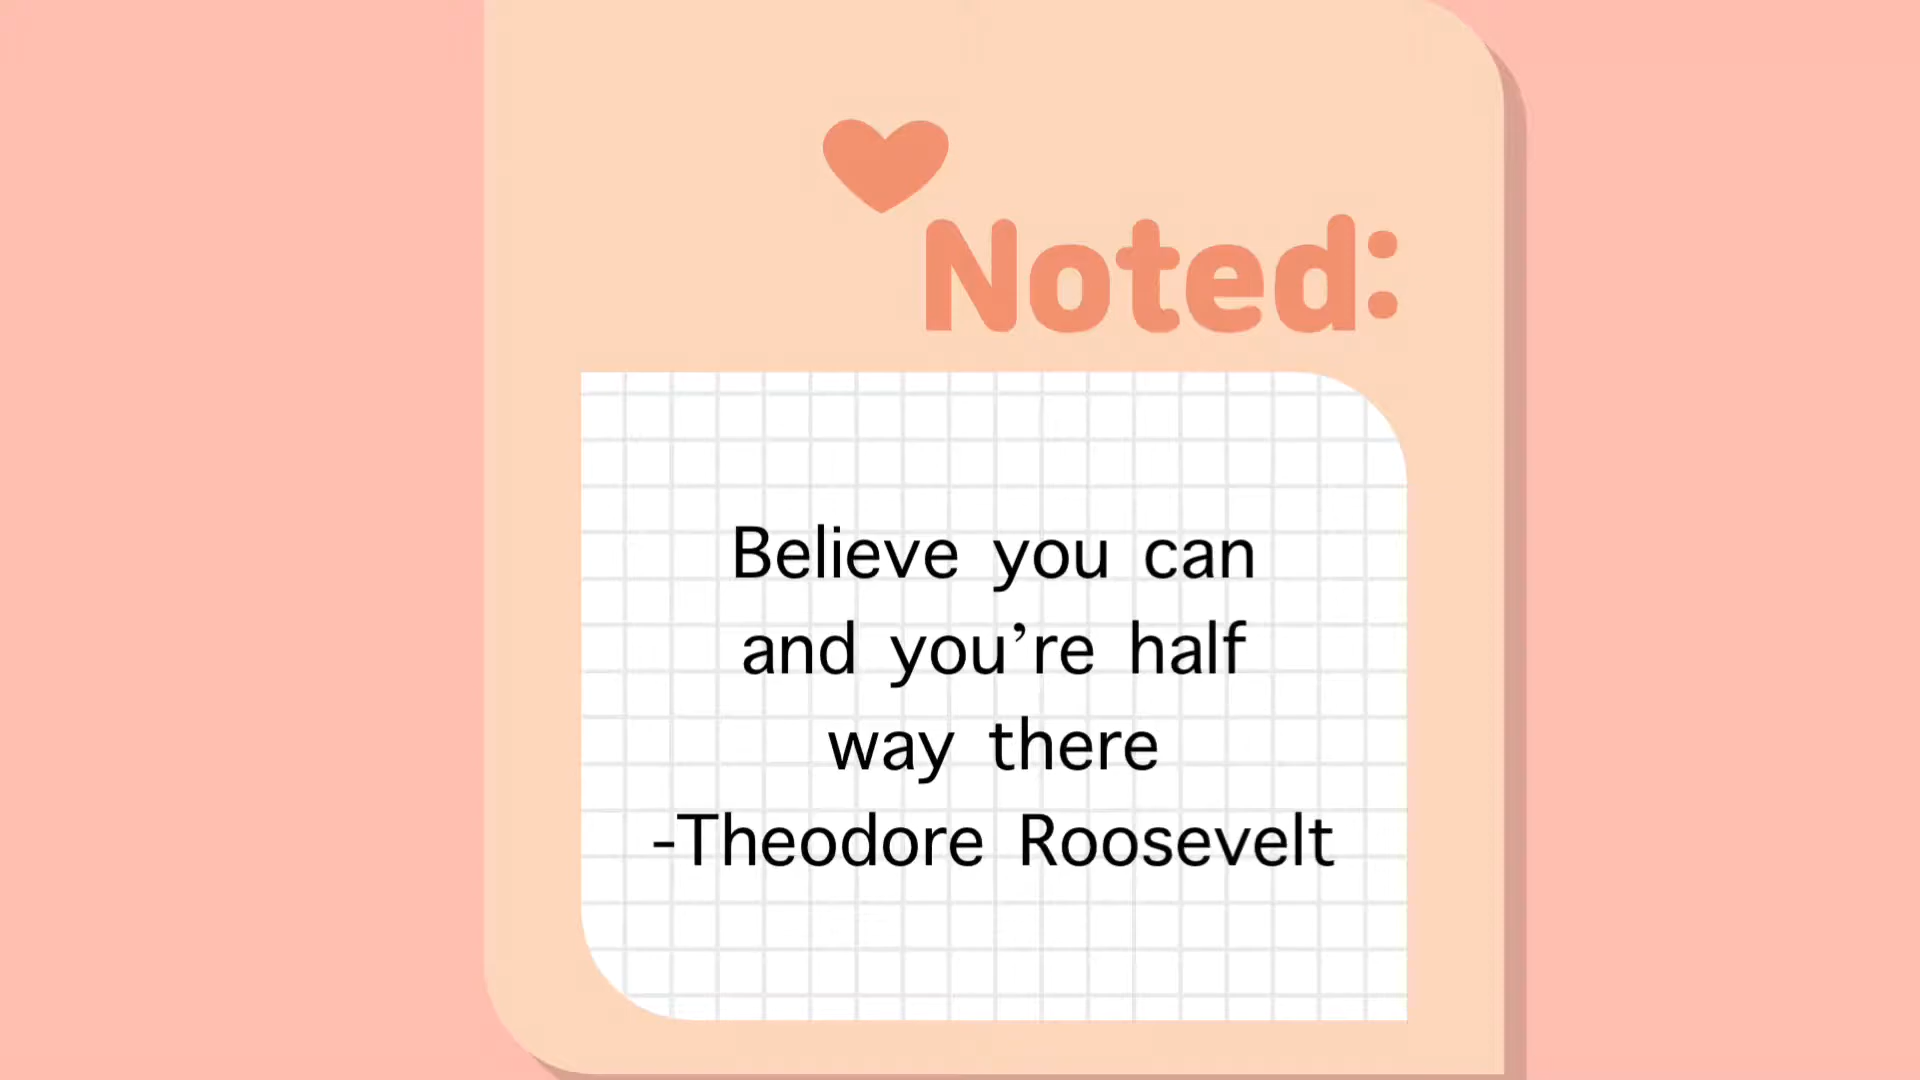 Noted:
Believe you can
and you’re half
way there
-Theodore Roosevelt